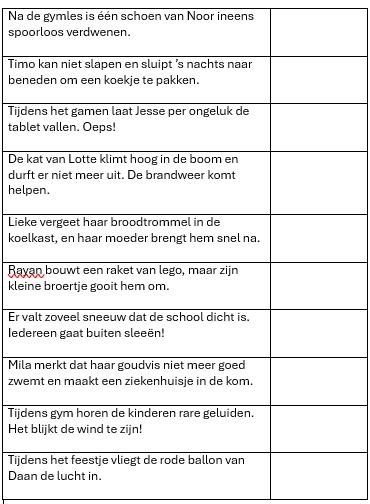 Na de gymles is één schoen van Noor ineens
spoorloos verdwenen.
Timo kan niet slapen en sluipt ’s nachts naar
beneden om een koekje te pakken.
Tijdens het gamen laat Jesse per ongeluk de
tablet vallen. Oeps!
De kat van Lotte klimt hoog in de boom en
durft er niet meer uit. De brandweer komt
helpen.
Lieke vergeet haar broodtrommel in de
koelkast, en haar moeder brengt hem snel na.
Rayan bouwt een raket van lego, maar zijn
kleine broertje gooit hem om.
Er valt zoveel sneeuw dat de school dicht is.
Iedereen gaat buiten sleeën!
Mila merkt dat haar goudvis niet meer goed
zwemt en maakt een ziekenhuisje in de kom.
Tijdens gym horen de kinderen rare geluiden.
Het blijkt de wind te zijn!
Tijdens het feestje vliegt de rode ballon van
Daan de lucht in.